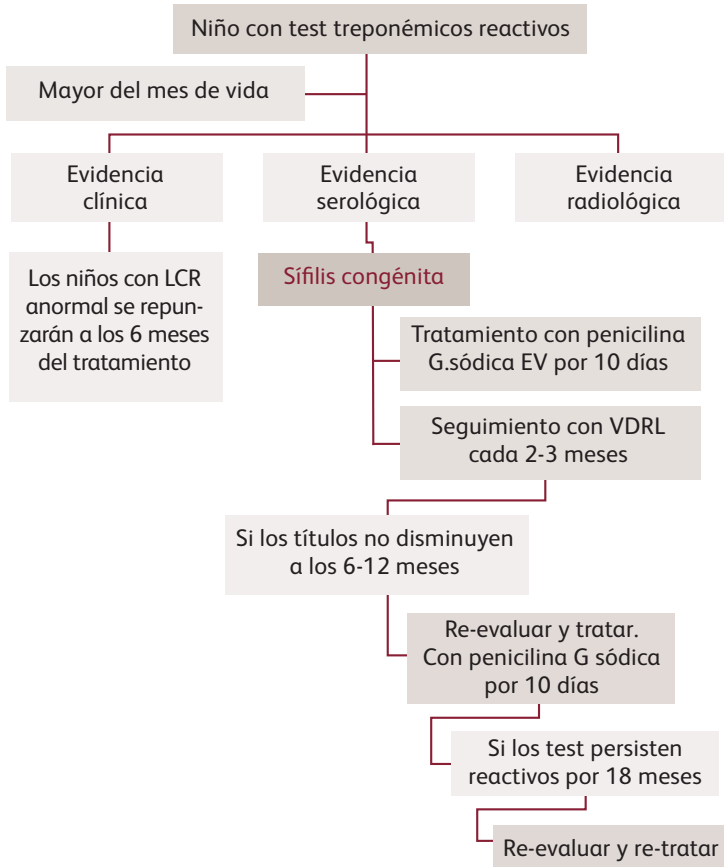 Niño con test treponémicos reactivos
Mayor del mes de vida
Evidencia
clínica
Evidencia
serológica
Evidencia
radiológica
Los niños con LCR
anormal se repun-
zarán a los 6 meses
del tratamiento
Sífilis congénita
Tratamiento con penicilina
G.sódica EV por 10 días
Seguimiento con VDRL
cada 2-3 meses
Si los títulos no disminuyen
a los 6-12 meses
Re-evaluar y tratar.
Con penicilina G sódica
por 10 días
Si los test persisten
reactivos por 18 meses
Re-evaluar y re-tratar